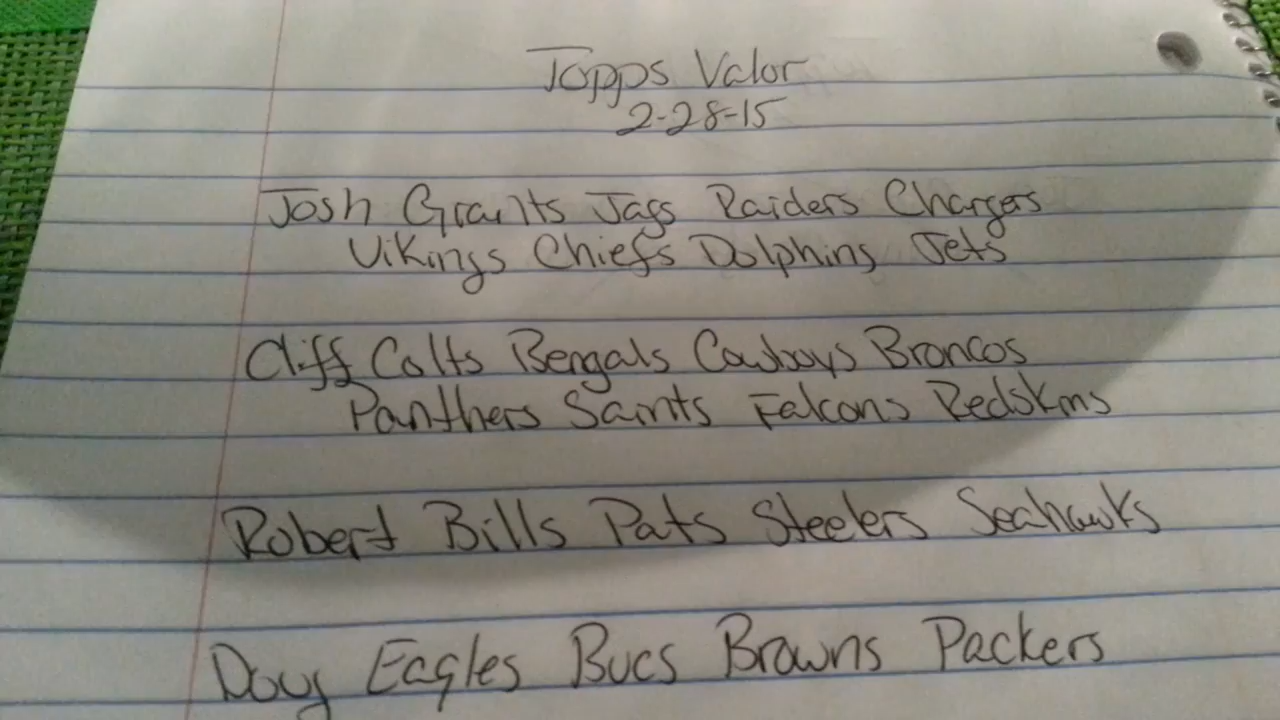 Topps Valor
2-28-15
Josh Giants Jags Raiders Chargers
Vikings Chiefs Dolphins Jets
Cliff Colts Bengals Cowboys Broncos
Panthers Saints Falcons Redskins
Robert Bills Pats Steelers Seahawks
Doug Eagles Bucs Browns Packers